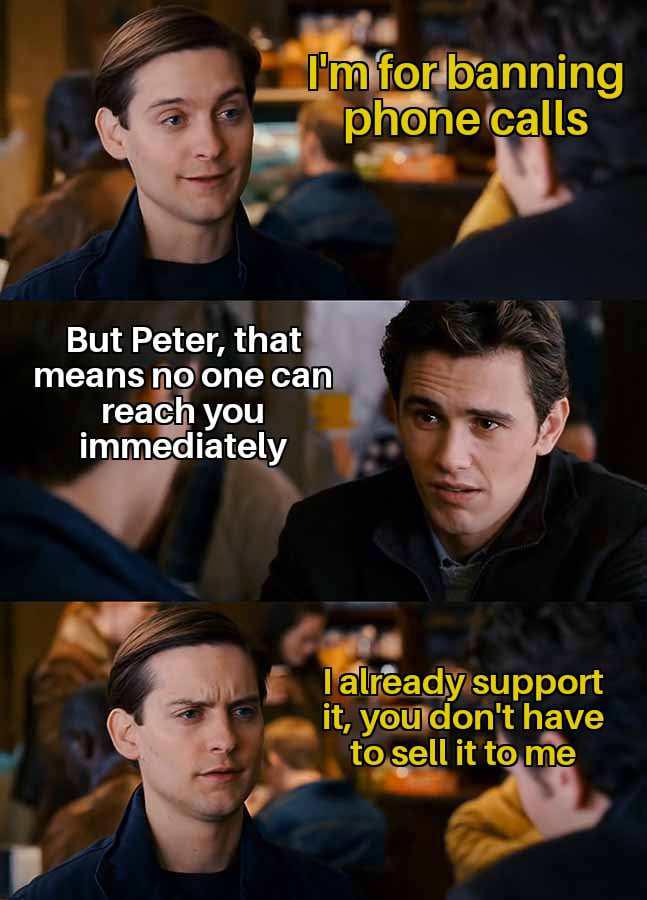 I'm for banning
phone calls
But Peter, that
means no one can
reach you
immediately
I already support
it, you don't have
to sell it to me